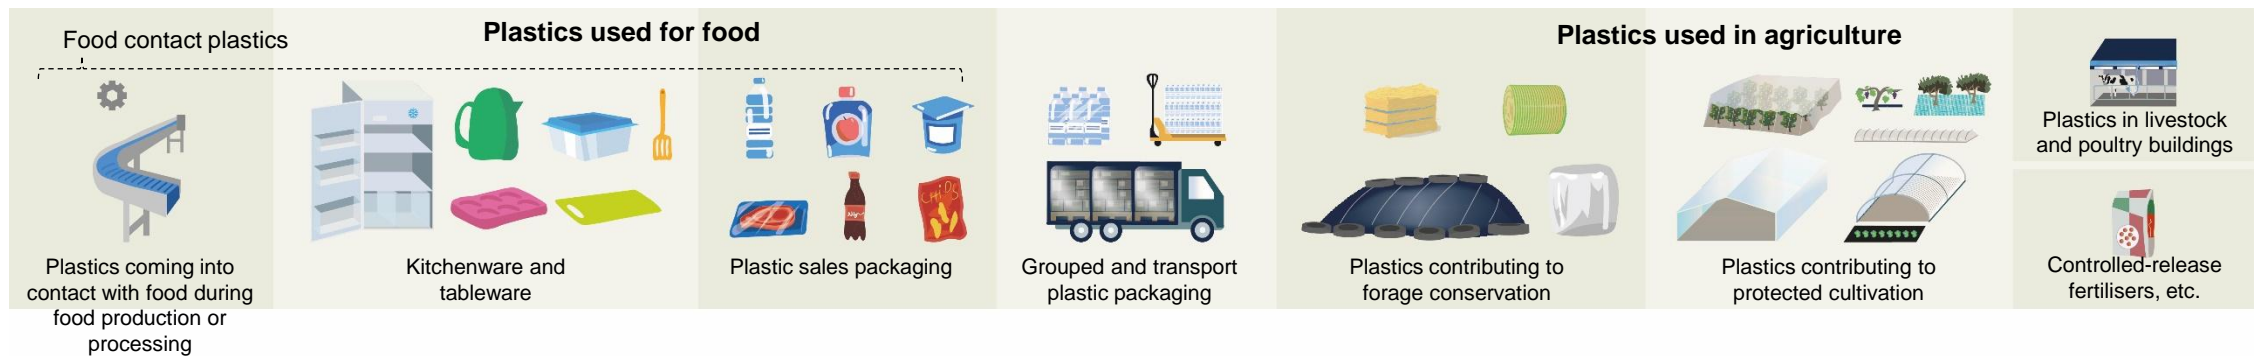 Plastics used for food
Plastics used in agriculture
Food contact plastics
Plastics coming into
contact with food during
food production or
processing
Kitchenware and
tableware
CHiPS
Plastic sales packaging
Grouped and transport
plastic packaging
Plastics contributing to
forage conservation
Plastics contributing to
protected cultivation
Plastics in livestock
and poultry buildings
Controlled-release
fertilisers, etc.